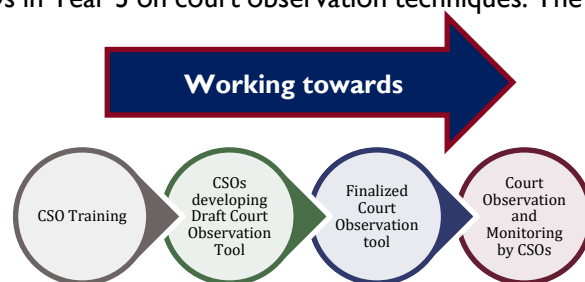 in Year 5 on court observation techniques. The
Working towards
CSO Training
CSOs
developing
Draft Court
Observation
Tool
Finalized
Court
Observation
tool
Court
Observation
and
Monitoring
by CSOs